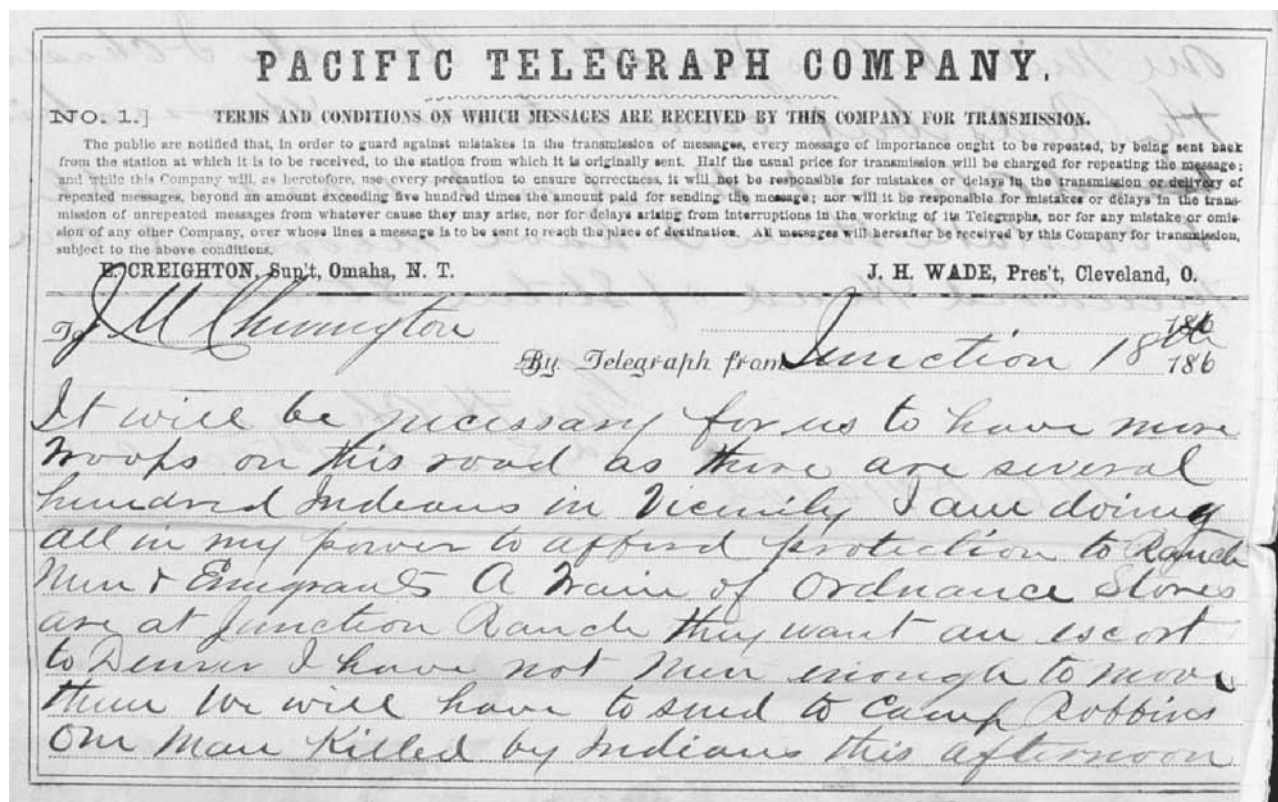 PACIFIC TELEGRAPH COMPANY.
NO. 1.] TERMS AND CONDITIONS ON WHICH MESSAGES ARE RECEIVED BY THIS COMPANY FOR TRANSMISSION.
The public are notified that, in order to guard against mistakes in the transmission of messages, every message of importance ought to be repeated, by being sent back
from the station at which it is to be received, to the station from which it is originally sent. Half the usual price for transmission will be charged for repeating the message;
and while this Company will, as heretofore, use every precaution to ensure correctness, it will not be responsible for mistakes or delays in the transmission or delivery of
repeated messages, beyond an amount exceeding five hundred times the amount paid for sending the message; nor will it be responsible for mistakes or delays in the trans-
mission of unrepeated messages from whatever cause they may arise, nor for delays arising from interruptions in the working of its Telegraphs, nor for any mistake or omis-
sion of any other Company, over whose lines a message is to be sent to reach the place of destination. All messages will hereafter be received by this Company for transmission,
subject to the above conditions.
E. CREIGHTON, Sup't, Omaha, N. T. J. H. WADE, Pres't, Cleveland, O.
186
To J M Chivington
By Telegraph from Junction 18th 186
It will be necessary for us to have more
troops on this road as there are several
hundred Indians in Vicinity I am doing
all in my power to afford protection to Ranch
Men & Emigrants A train of Ordnance Stores
are at Junction Ranch they want an escort
to Denver I have not Men enough to move
them We will have to send to Camp Robbins
One Man Killed by Indians this afternoon